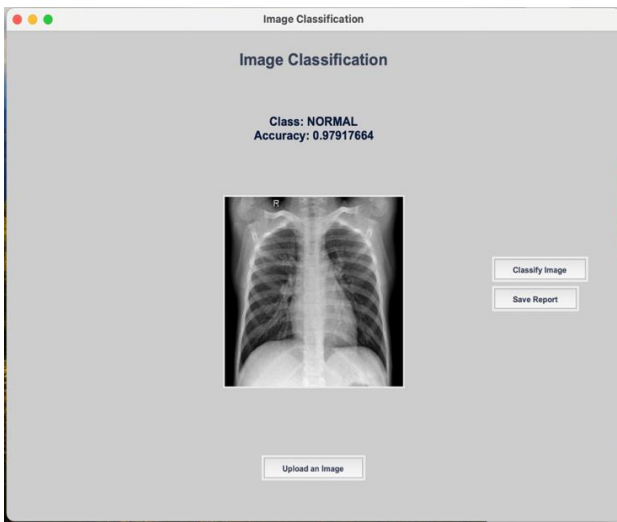 Image Classification
Image Classification
Class: NORMAL
Accuracy: 0.97917664
R
Classify Image
Save Report
Upload an Image